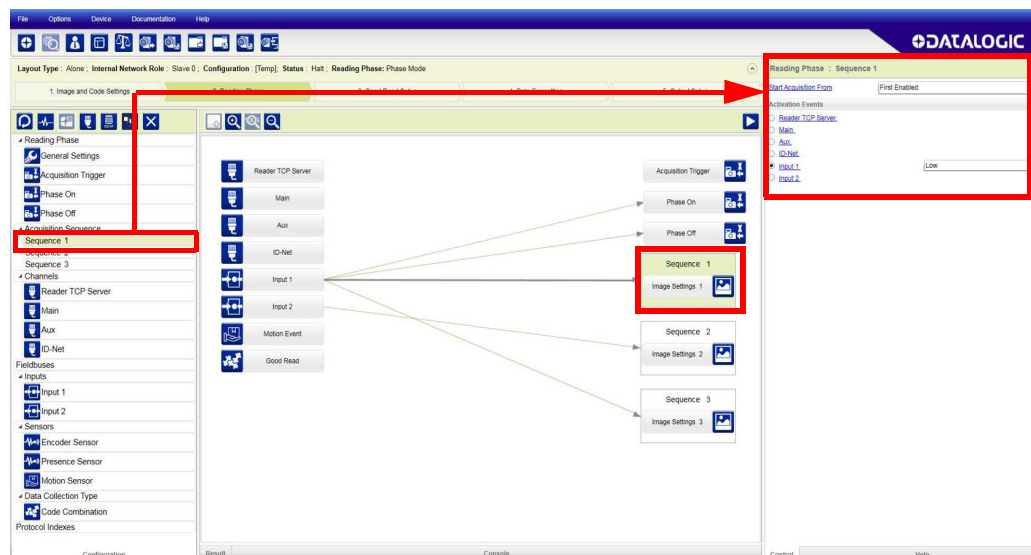 File Options Device Documentation Help
DATALOGIC
Layout Type : Alone ; Internal Network Role : Slave 0 ; Configuration : [Temp]; Status : Halt ; Reading Phase: Phase Mode
1. Image and Code Settings
Reading Phase : Sequence 1
Start Acquisition From First Enabled
Activation Events
Reader TCP Server
Main
Aux
ID-Net
Input 1 Low
Input 2
Reading Phase
General Settings
Acquisition Trigger
Phase On
Phase Off
Acquisition Sequence
Sequence 1
Sequence 2
Sequence 3
Channels
Reader TCP Server
Main
Aux
ID-Net
Fieldbuses
Inputs
Input 1
Input 2
Sensors
Encoder Sensor
Presence Sensor
Motion Sensor
Data Collection Type
Code Combination
Protocol Indexes
Configuration
Reader TCP Server
Main
Aux
ID-Net
Input 1
Input 2
Motion Event
Good Read
Acquisition Trigger
Phase On
Phase Off
Sequence 1
Image Settings 1
Sequence 2
Image Settings 2
Sequence 3
Image Settings 3
Result Console
Control Help